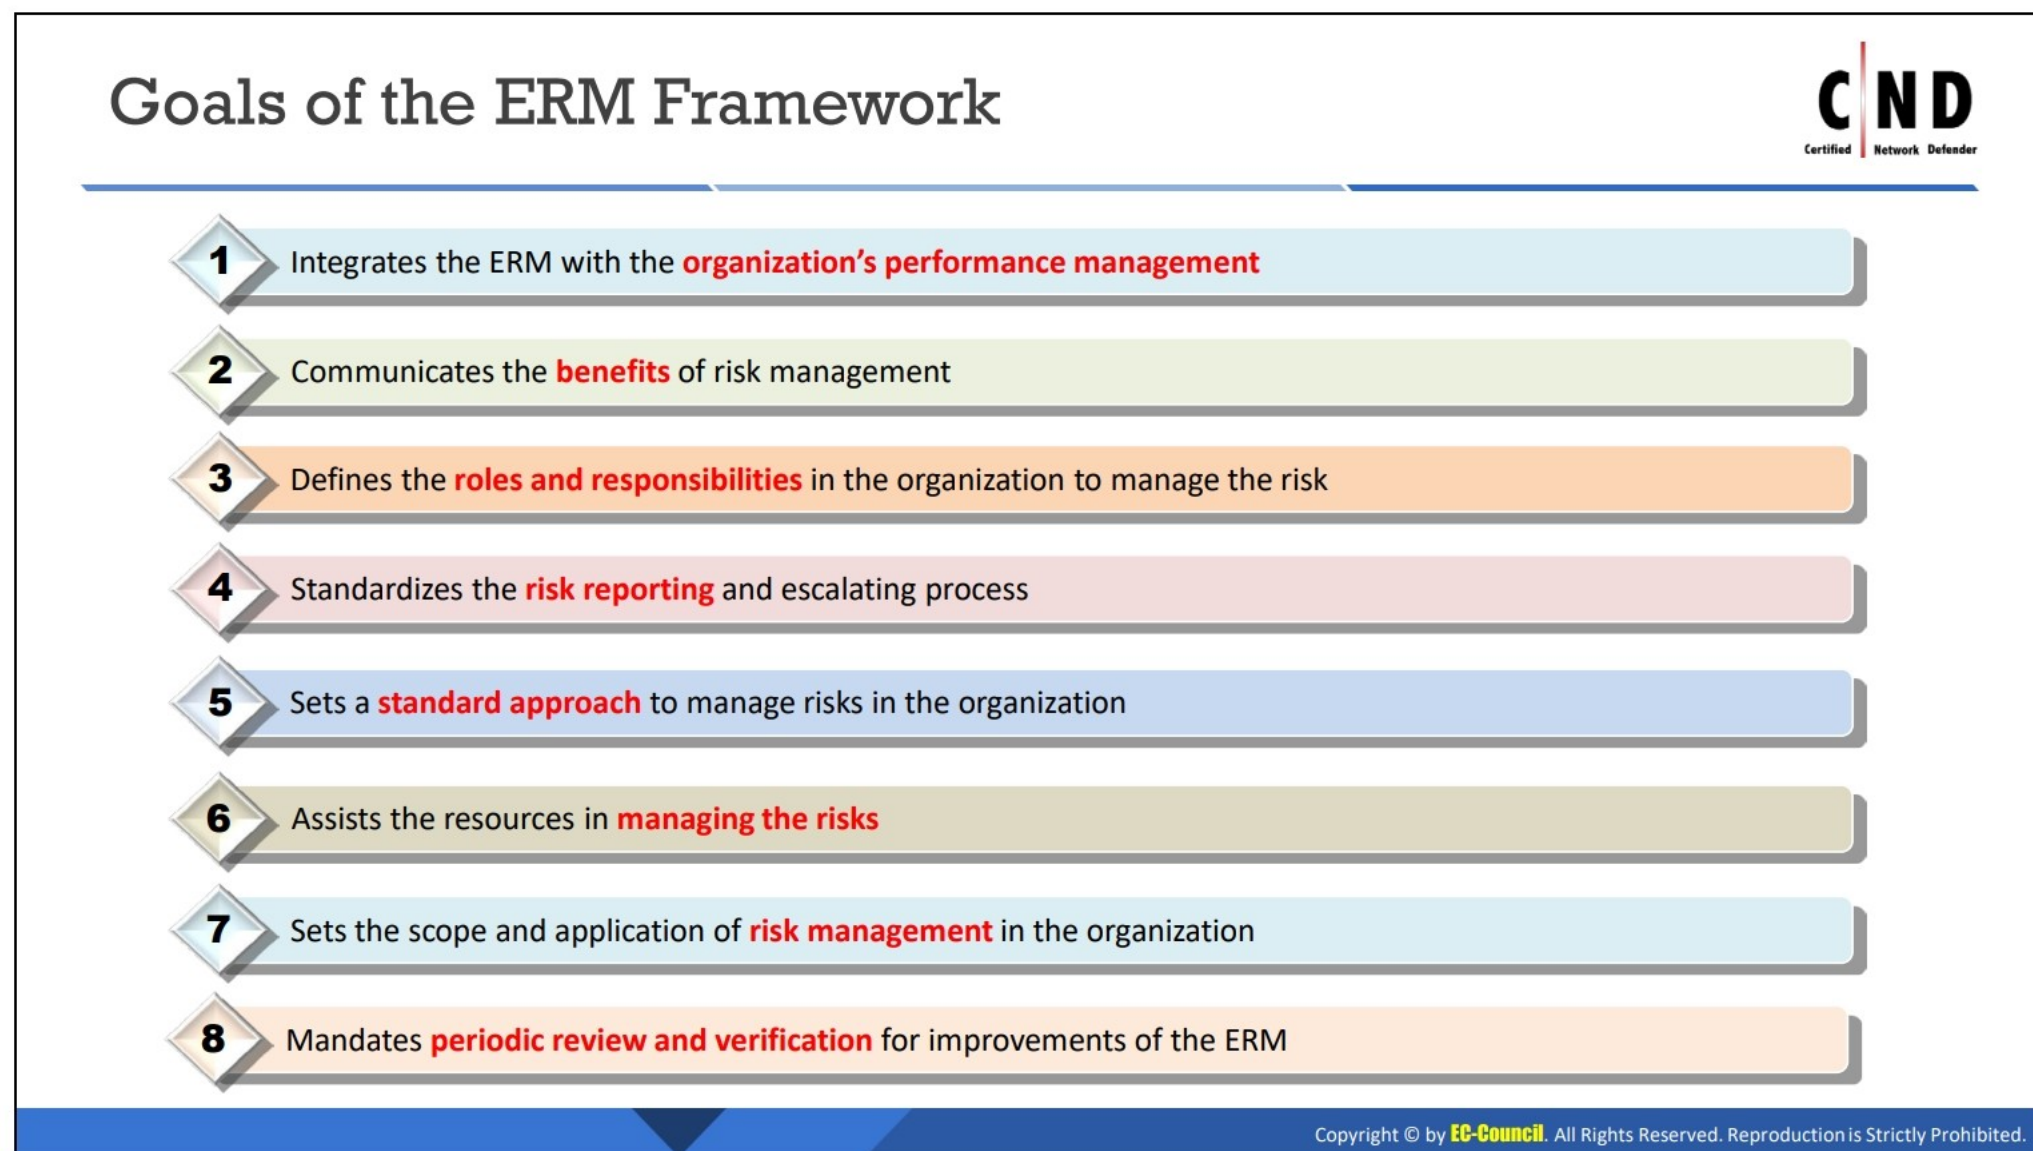 Goals of the ERM Framework
C ND
Certified Network Defender
1 Integrates the ERM with the organization’s performance management
2 Communicates the benefits of risk management
3 Defines the roles and responsibilities in the organization to manage the risk
4 Standardizes the risk reporting and escalating process
5 Sets a standard approach to manage risks in the organization
6 Assists the resources in managing the risks
7 Sets the scope and application of risk management in the organization
8 Mandates periodic review and verification for improvements of the ERM
Copyright © by EC-Council. All Rights Reserved. Reproduction is Strictly Prohibited.